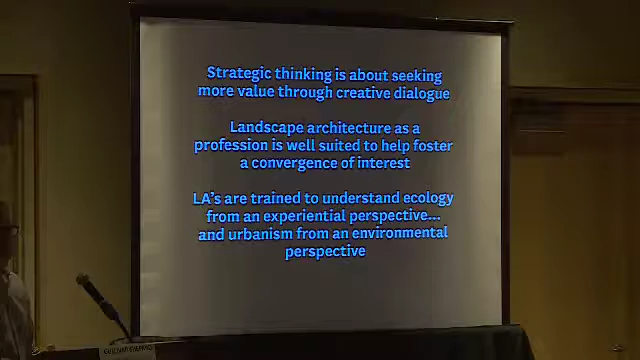 Strategic thinking is about seeking
more value through creative dialogue
Landscape architecture as a
profession is well suited to help foster
a convergence of interest
LA's are trained to understand ecology
from an experiential perspective...
and urbanism from an environmental
perspective